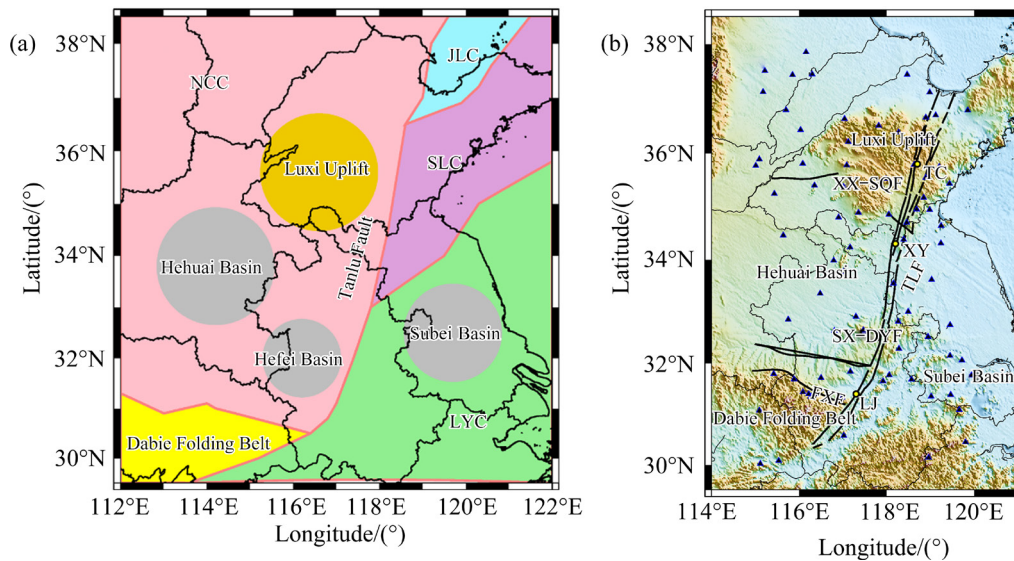 (a)
38°N
36°N
34°N
32°N
30°N
Latitude/(°)
NCC
JLC
Luxi Uplift
SLC
Tanlu Fault
Hehuai Basin
Hefei Basin
Subei Basin
LYC
Dabie Folding Belt
112°E
114°E
116°E
118°E
120°E
122°E
Longitude/(°)
(b)
38°N
36°N
34°N
32°N
30°N
Latitude/(°)
Luxi Uplift
TC
XX-SQF
XY
Hehuai Basin
TLF
SX-DYF
Subei Basin
FXF
LJ
Dabie Folding Belt
114°E
116°E
118°E
120°E
Longitude/(°)